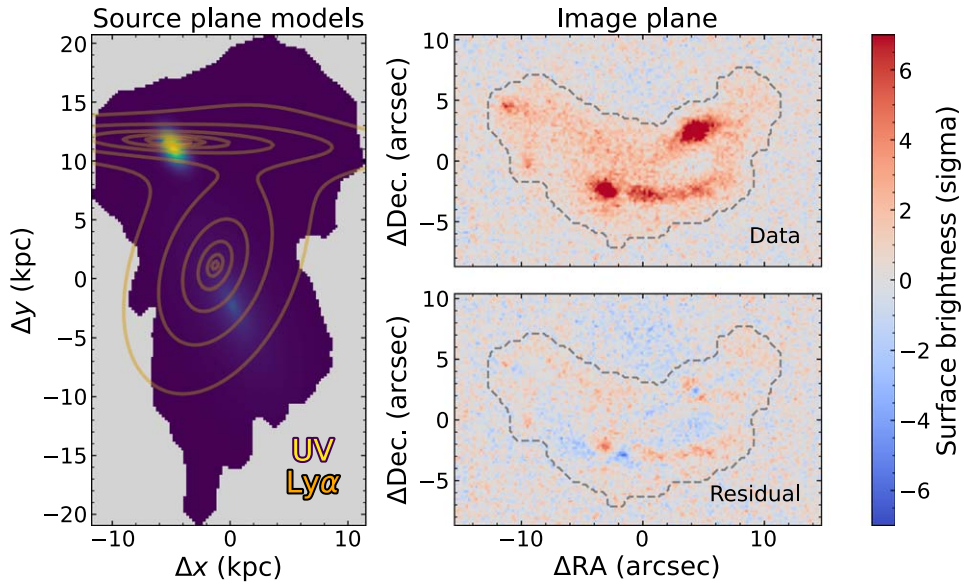 Source plane models
Image plane
20
15
10
5
0
−5
−10
−15
−20
Δy (kpc)
−10
0
10
Δx (kpc)
UV
Lyα
10
5
0
−5
ΔDec. (arcsec)
Data
10
5
0
−5
ΔDec. (arcsec)
Residual
−10
0
10
ΔRA (arcsec)
6
4
2
0
−2
−4
−6
Surface brightness (sigma)